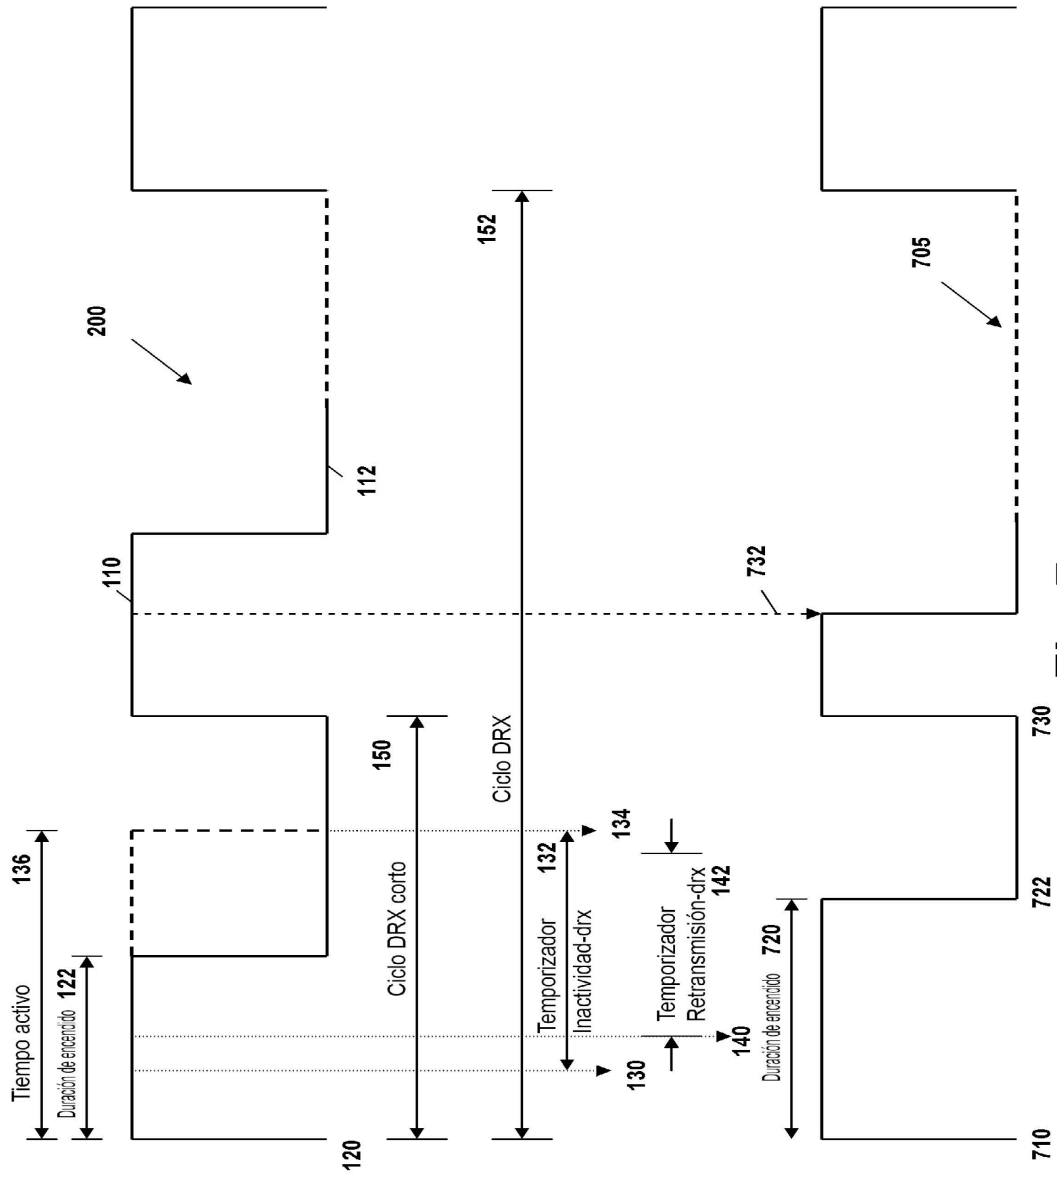 Tiempo activo 136
Duración de encendido 122
200
110
120
112
Ciclo DRX corto 150
Ciclo DRX 152
Temporizador 132
Inactividad-drx
130
134
Temporizador
Retransmisión-drx
142
140
732
Duración de encendido 720
705
710
722
730